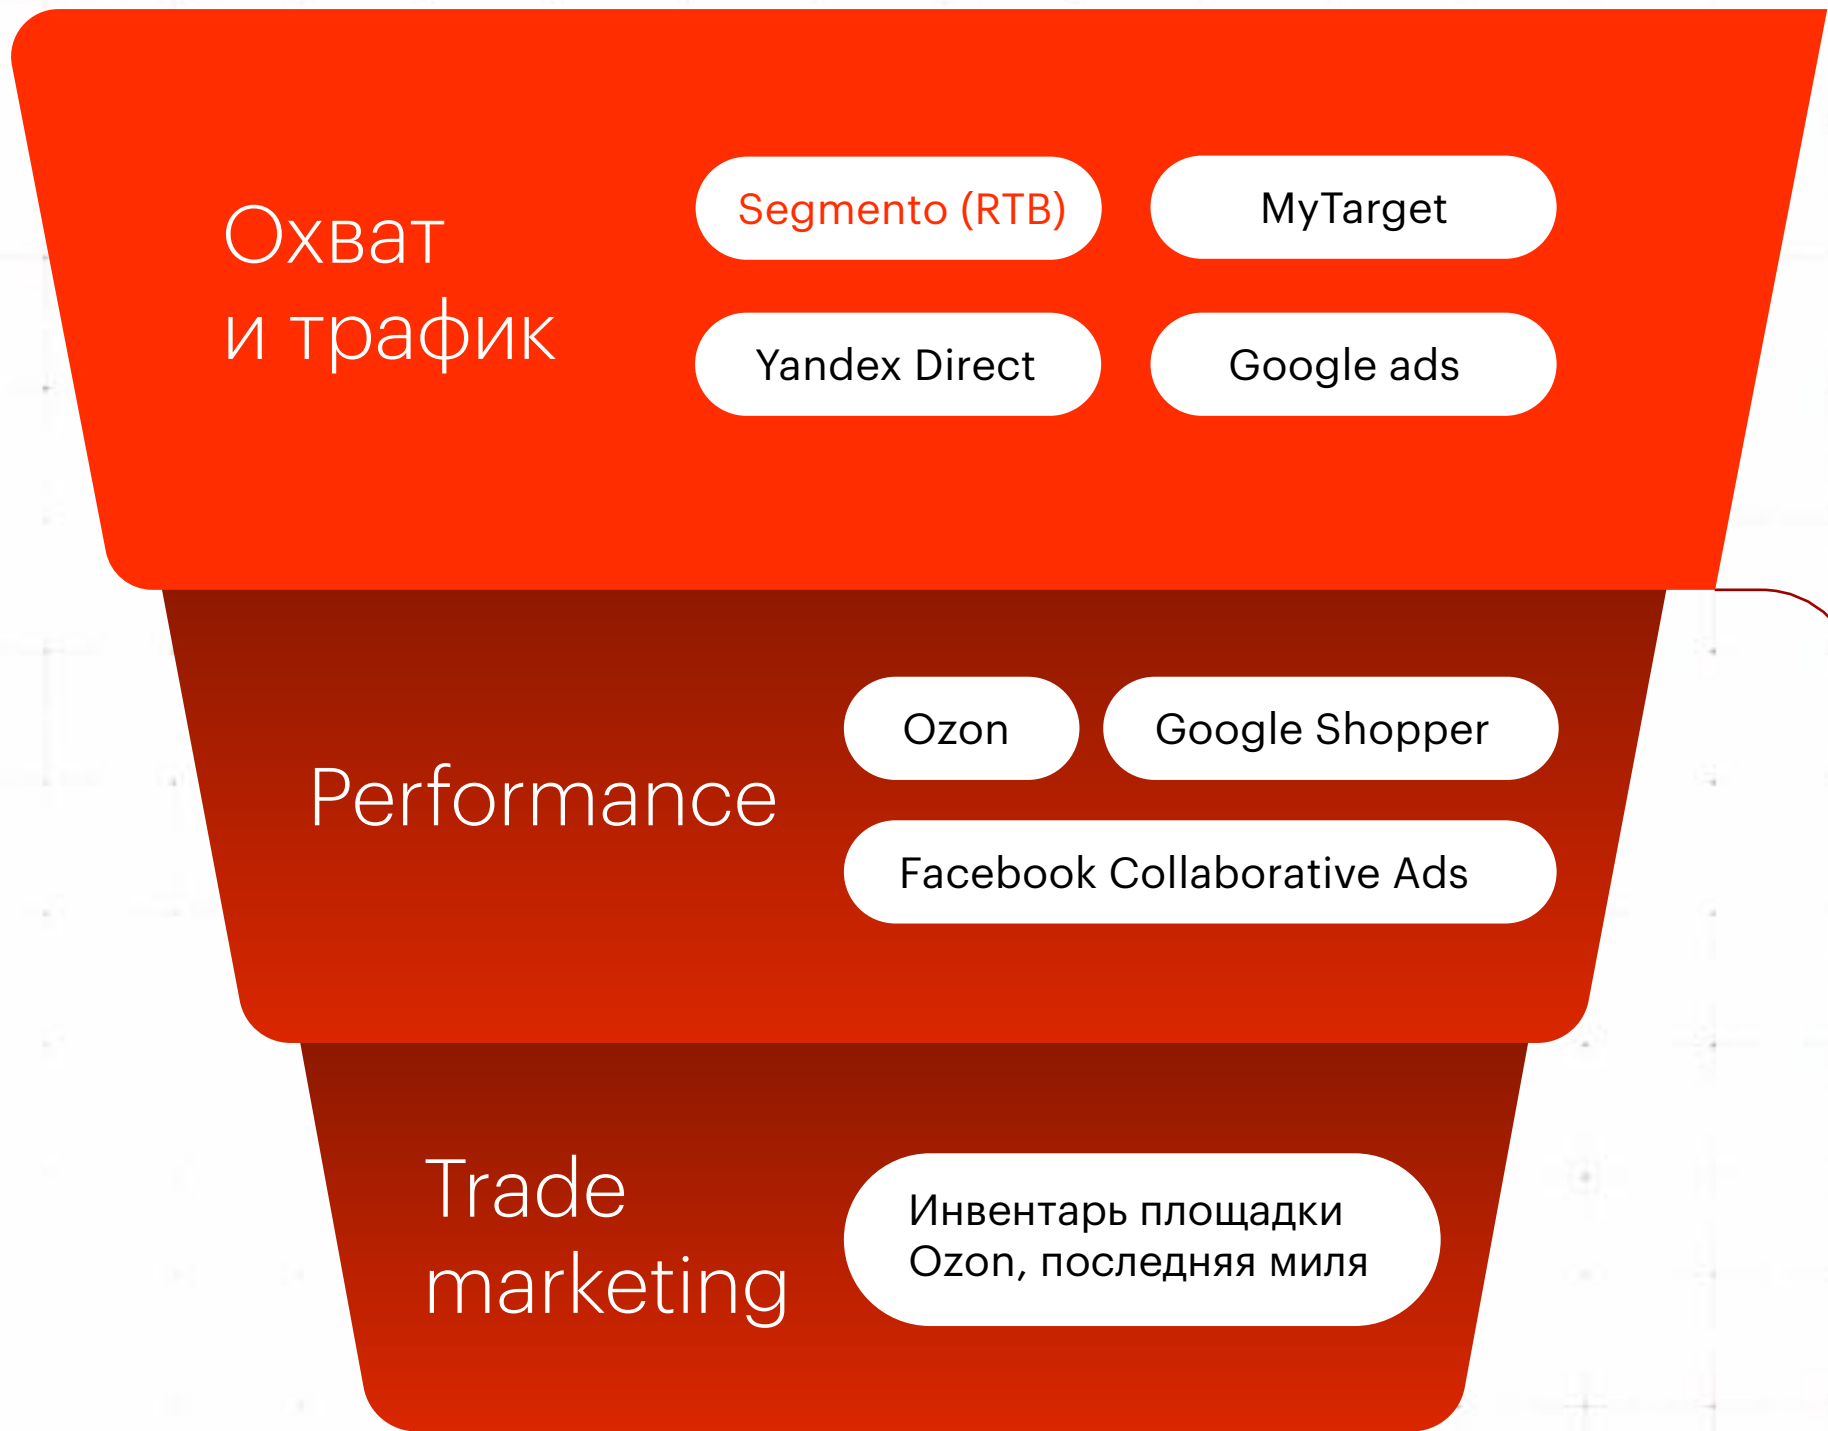 Охват
и трафик
Segmento (RTB)
MyTarget
Yandex Direct
Google ads
Performance
Ozon
Google Shopper
Facebook Collaborative Ads
Trade
marketing
Инвентарь площадки
Ozon, последняя миля